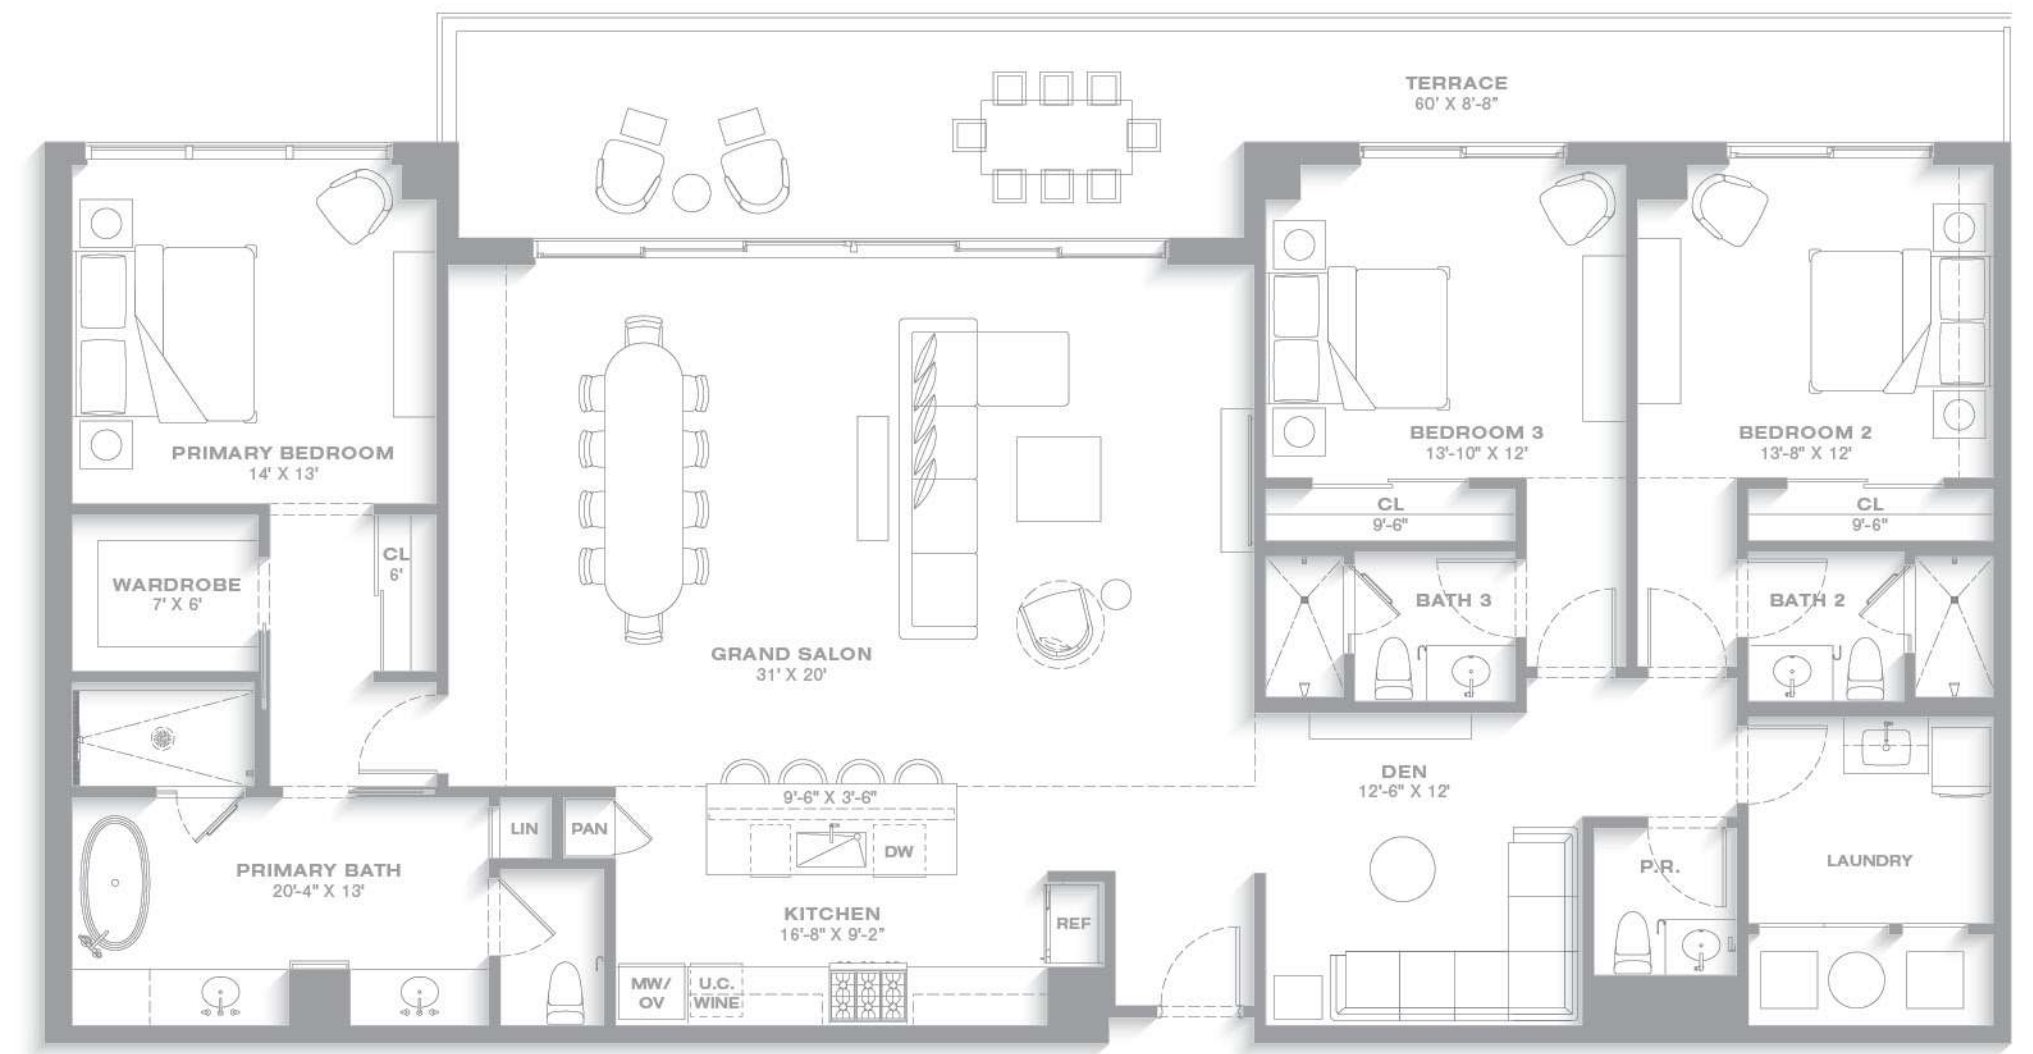 TERRACE
60' X 8'-8"
PRIMARY BEDROOM
14' X 13'
BEDROOM 3
13'-10" X 12'
BEDROOM 2
13'-8" X 12'
CL
9'-6"
CL
9'-6"
CL
6'
WARDROBE
7' X 6'
BATH 3
BATH 2
GRAND SALON
31' X 20'
DEN
12'-6" X 12'
9'-6" X 3'-6"
LIN
PAN
DW
PRIMARY BATH
20'-4" X 13'
LAUNDRY
P.R.
KITCHEN
16'-8" X 9'-2"
REF
MW/
OV
U.C.
WINE